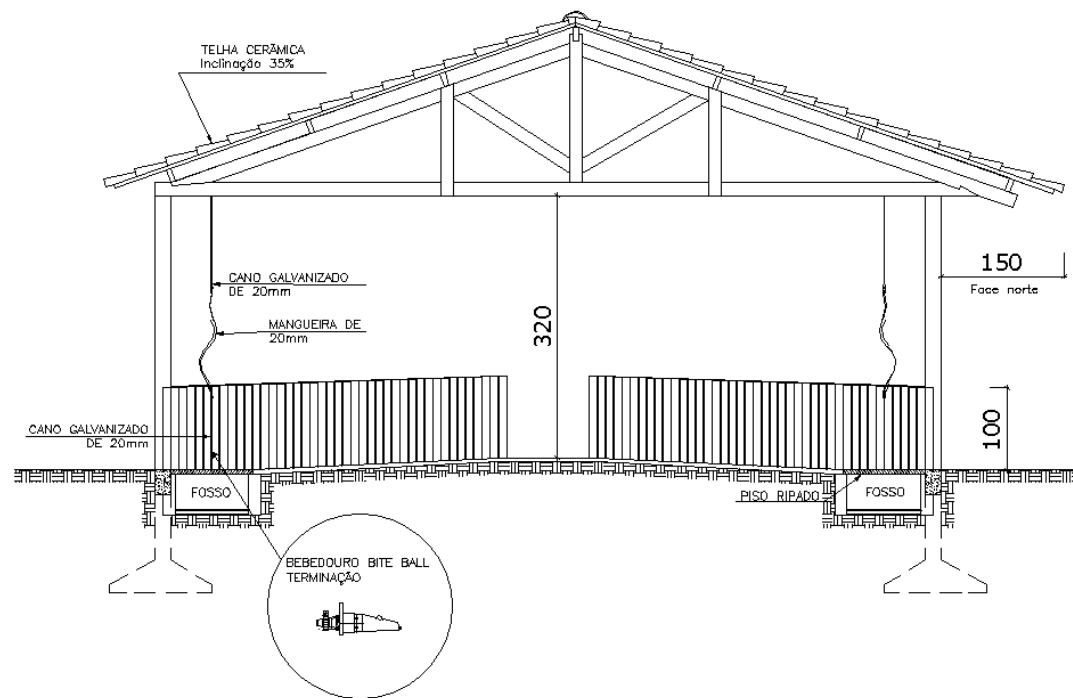 TELHA CERÂMICA
Inclinação 35%
CANO GALVANIZADO
DE 20mm
MANGUEIRA DE
20mm
320
150
Face norte
CANO GALVANIZADO
DE 20mm
100
FOSSO
PISO RIPADO
FOSSO
BEBEDOURO BITE BALL
TERMINAÇÃO